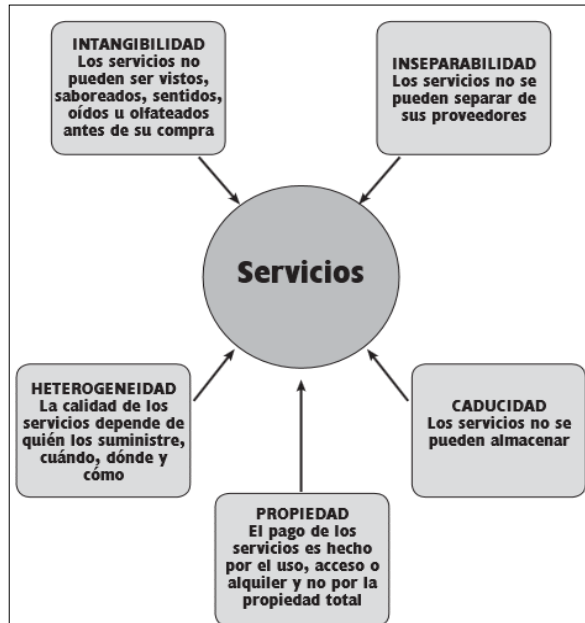 INTANGIBILIDAD
Los servicios no
pueden ser vistos,
saboreados, sentidos,
oídos u olfateados
antes de su compra
INSEPARABILIDAD
Los servicios no se
pueden separar de
sus proveedores
Servicios
HETEROGENEIDAD
La calidad de los
servicios depende de
quién los suministre,
cuándo, dónde y
cómo
CADUCIDAD
Los servicios no se
pueden almacenar
PROPIEDAD
El pago de los
servicios es hecho
por el uso, acceso o
alquiler y no por la
propiedad total